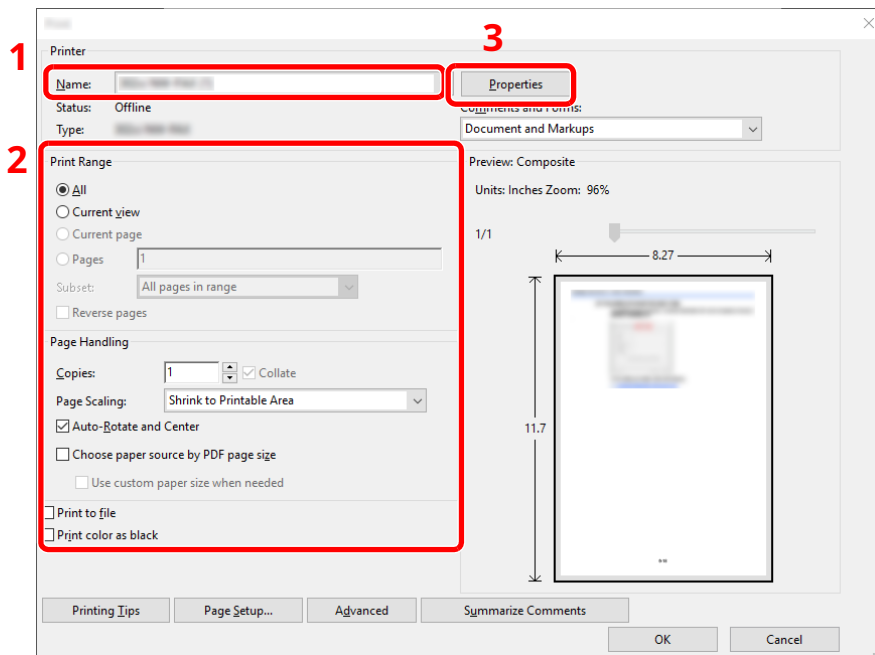 1
3
Printer
Name:
Properties
Status: Offline
Comments and Forms:
Type:
Document and Markups
2
Print Range
Preview: Composite
All
Units: Inches Zoom: 96%
Current view
Current page
1/1
Pages 1
8.27
Subset: All pages in range
Reverse pages
Page Handling
Copies: 1 Collate
Page Scaling: Shrink to Printable Area
Auto-Rotate and Center
11.7
Choose paper source by PDF page size
Use custom paper size when needed
Print to file
Print color as black
Printing Tips Page Setup... Advanced Summarize Comments
OK Cancel